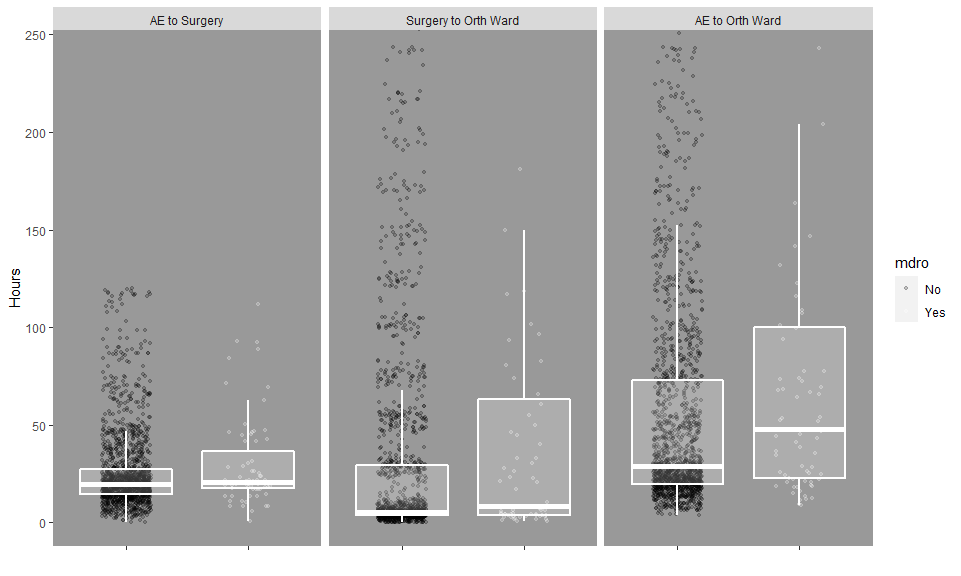 AE to Surgery
Surgery to Orth Ward
AE to Orth Ward
250
200
150
100
50
0
Hours
mdro
No
Yes